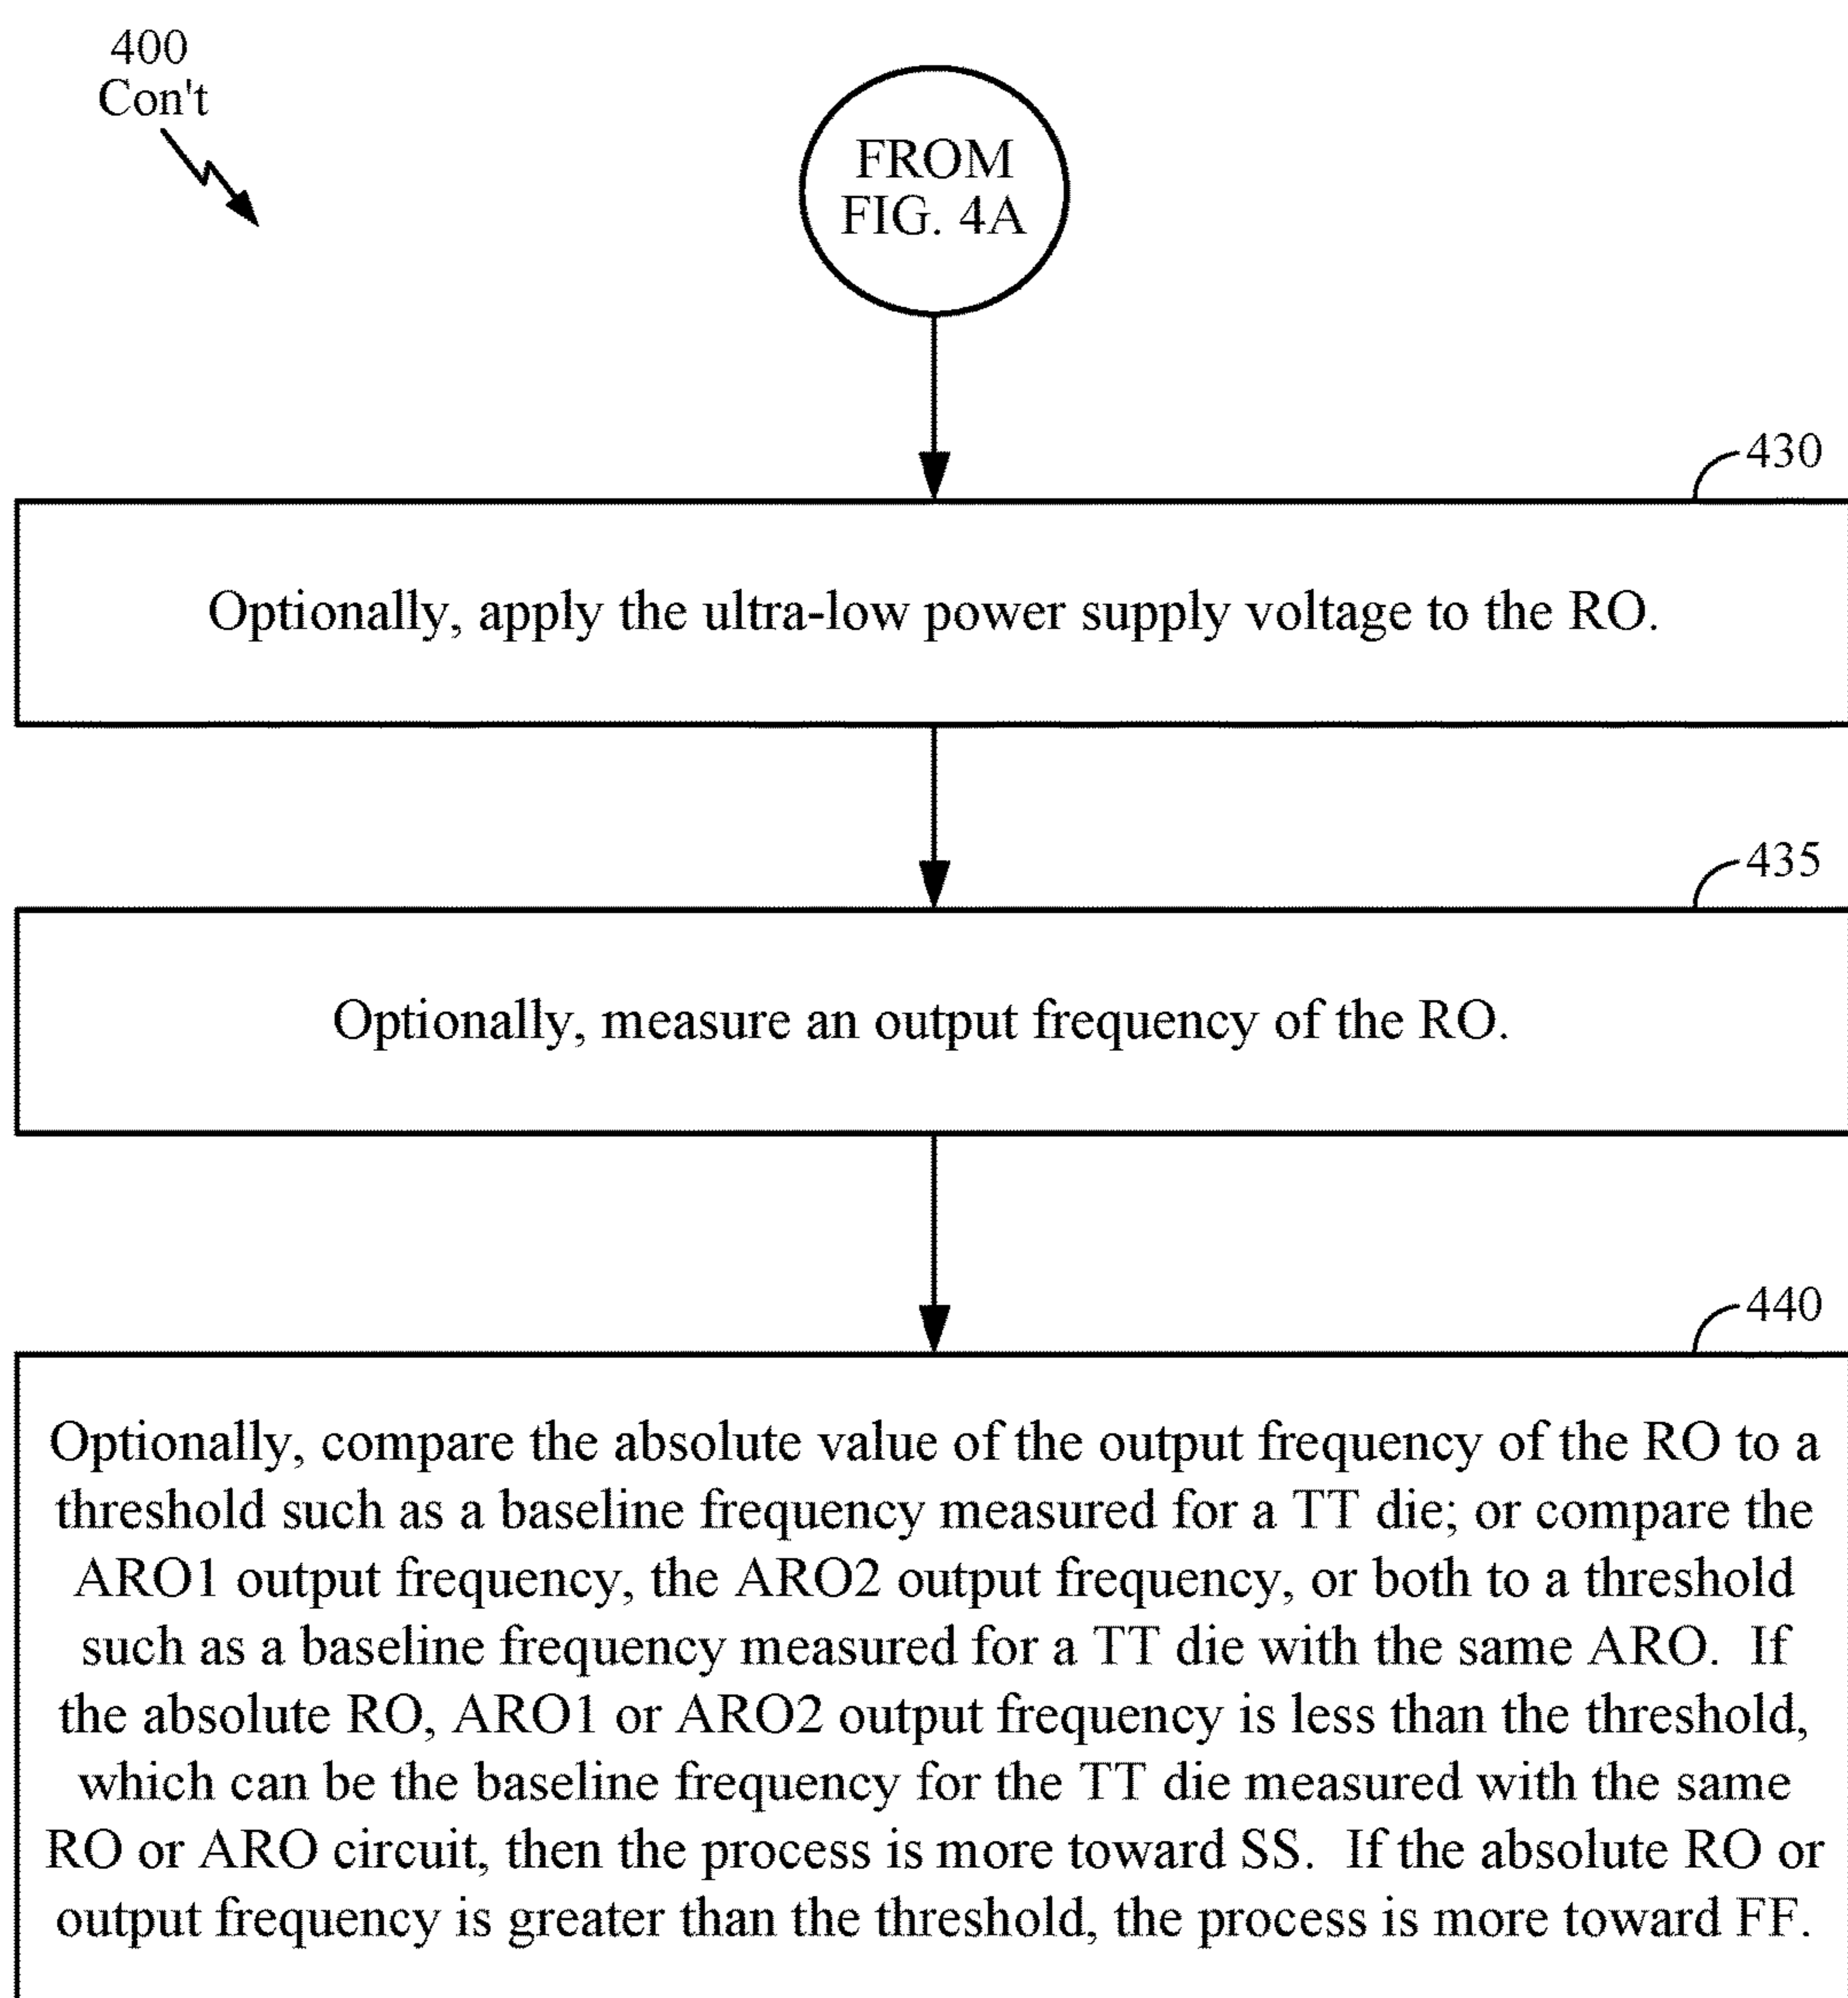 400
Con't
FROM
FIG. 4A
430
Optionally, apply the ultra-low power supply voltage to the RO.
435
Optionally, measure an output frequency of the RO.
440
Optionally, compare the absolute value of the output frequency of the RO to a
threshold such as a baseline frequency measured for a TT die; or compare the
ARO1 output frequency, the ARO2 output frequency, or both to a threshold
such as a baseline frequency measured for a TT die with the same ARO.  If
the absolute RO, ARO1 or ARO2 output frequency is less than the threshold,
which can be the baseline frequency for the TT die measured with the same
RO or ARO circuit, then the process is more toward SS.  If the absolute RO or
output frequency is greater than the threshold, the process is more toward FF.